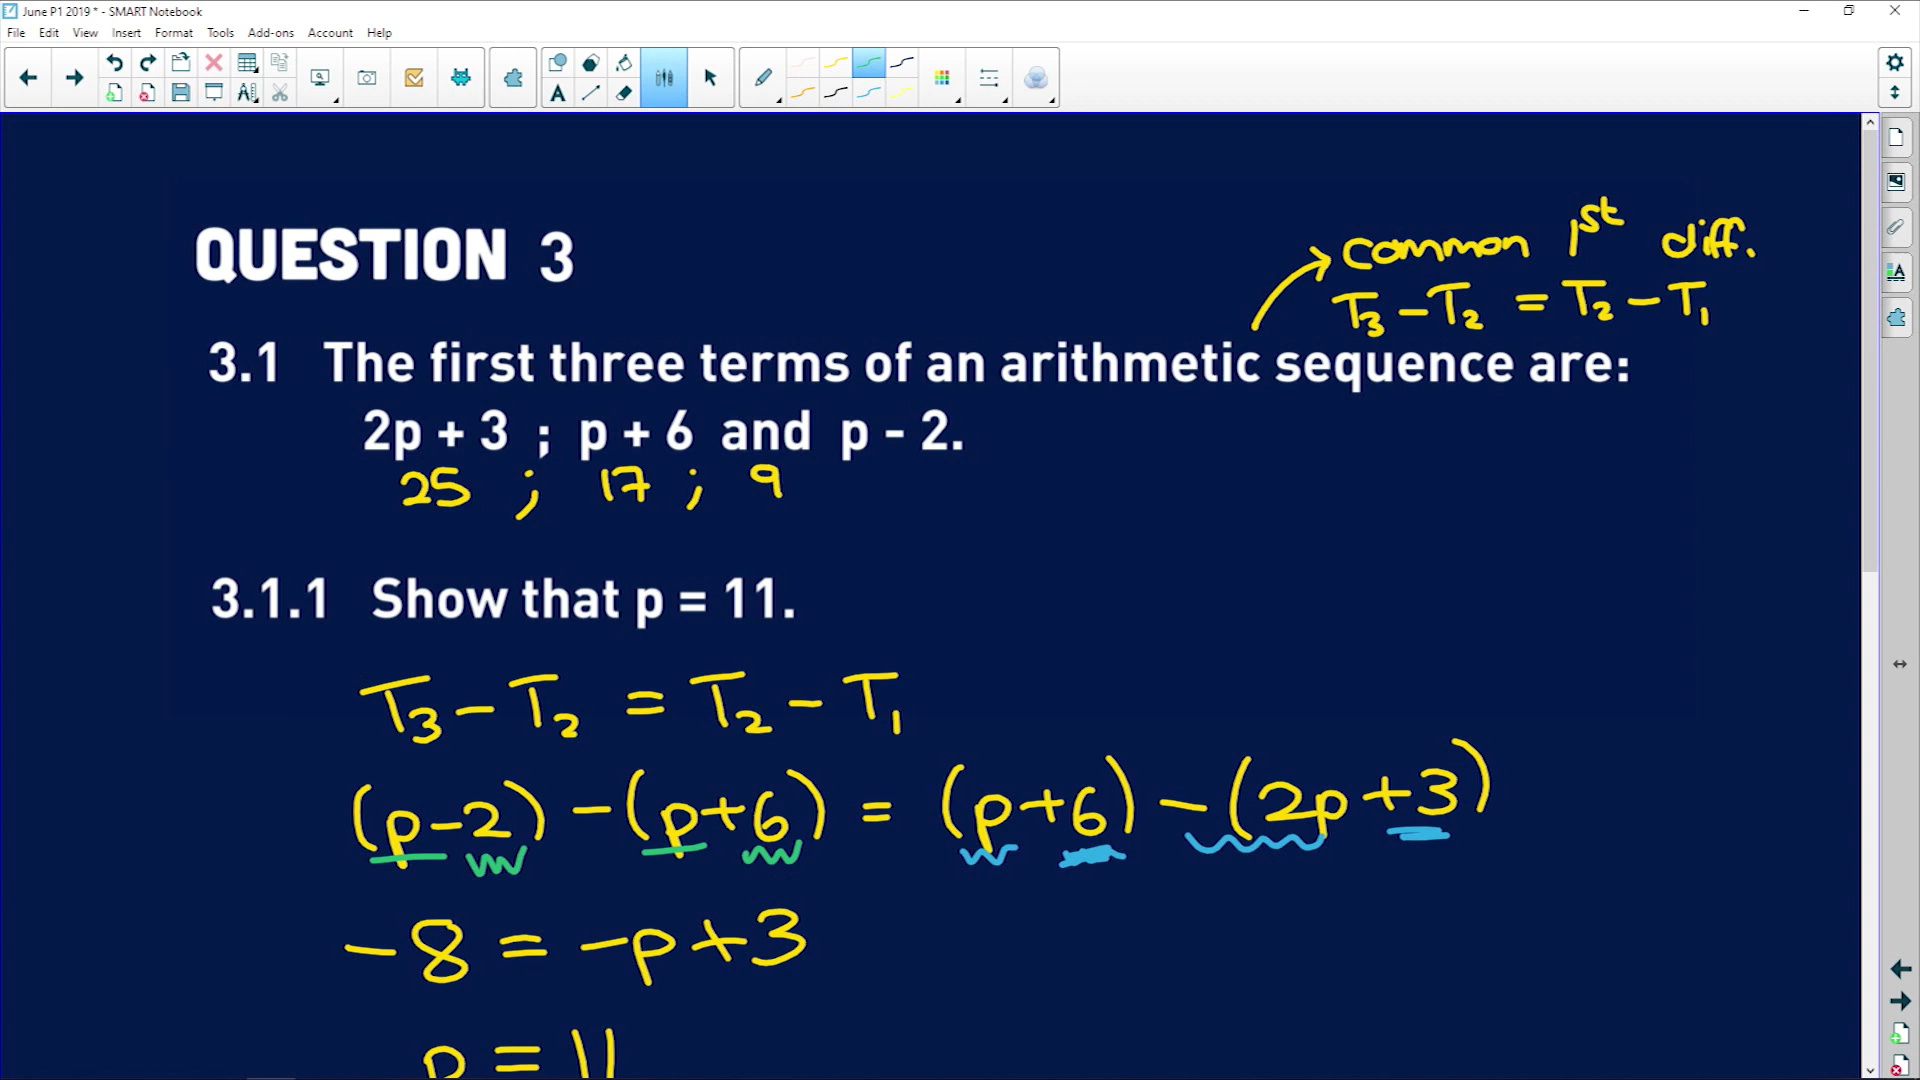 June P1 2019 * - SMART Notebook
File Edit View Insert Format Tools Add-ons Account Help
QUESTION 3
common 1st diff.
T3 - T2 = T2 - T1
3.1 The first three terms of an arithmetic sequence are:
2p + 3 ; p + 6 and p - 2.
25 ; 17 ; 9
3.1.1 Show that p = 11.
T3 - T2 = T2 - T1
(p-2) - (p+6) = (p+6) - (2p+3)
-8 = -p+3
p = 11